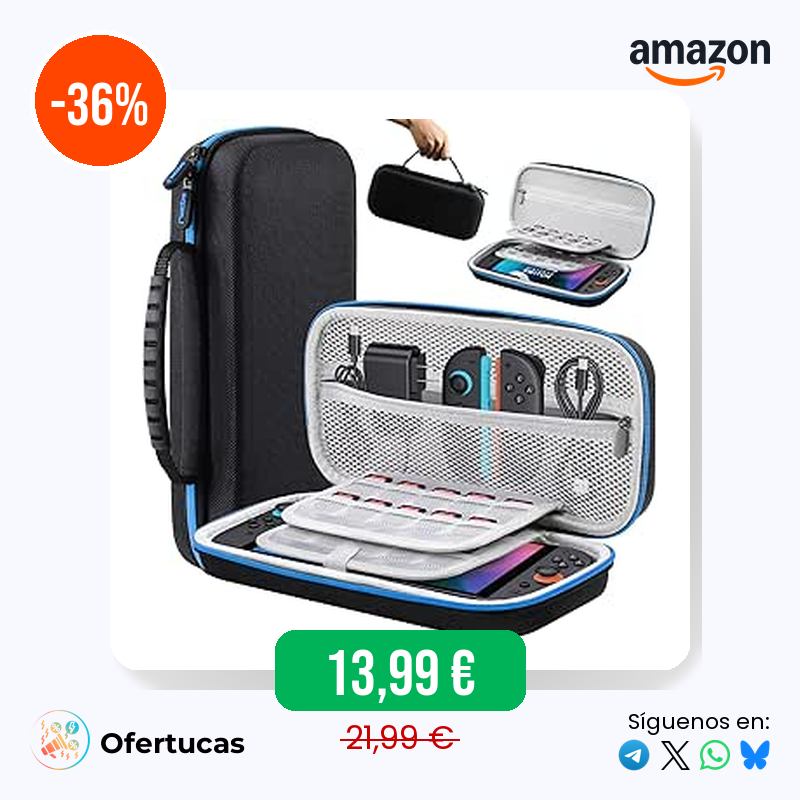 -36%
amazon
13,99 €
21,99 €
Ofertucas
Síguenos en: